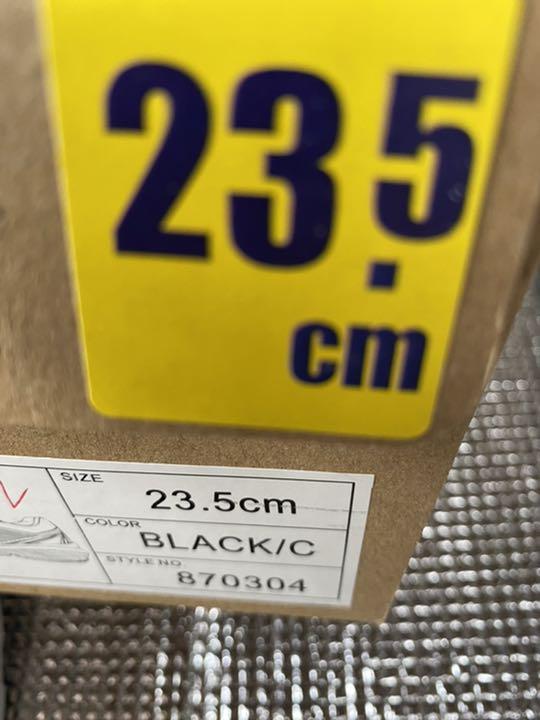 23.5
cm
SIZE
23.5cm
COLOR
BLACK/C
STYLE NO.
870304